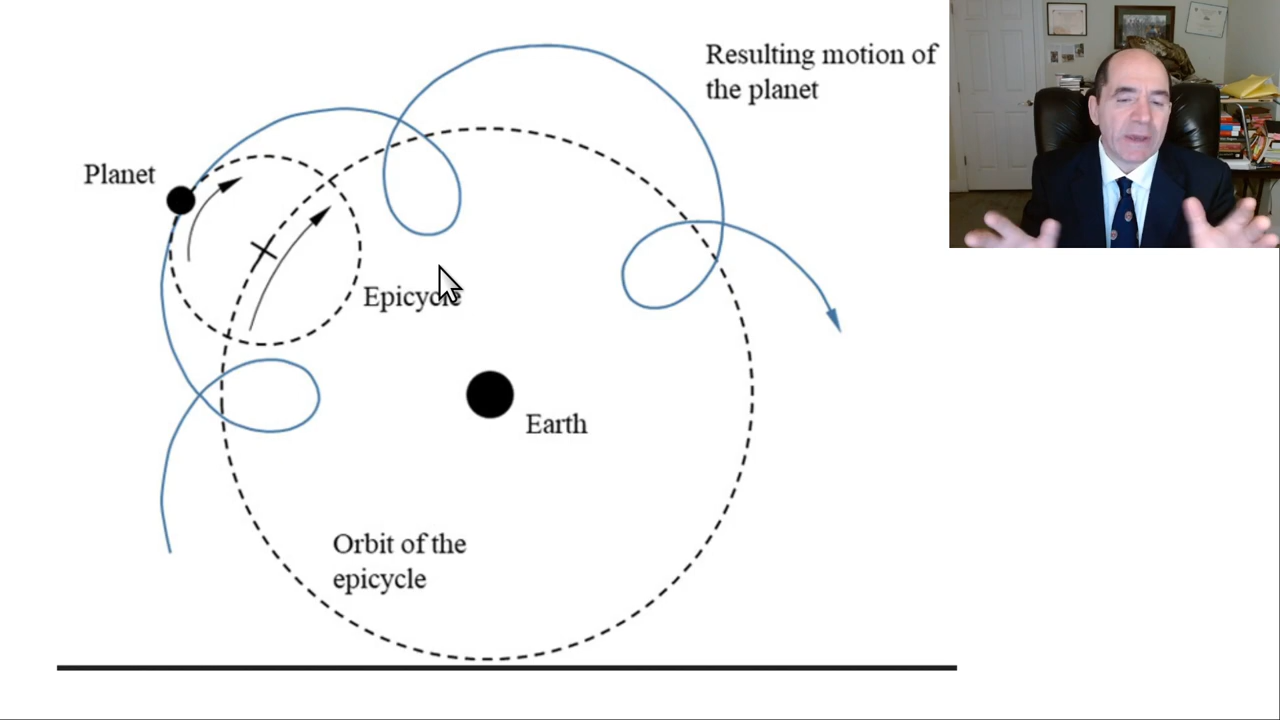 Resulting motion of
the planet
Planet
Epicycle
Earth
Orbit of the
epicycle